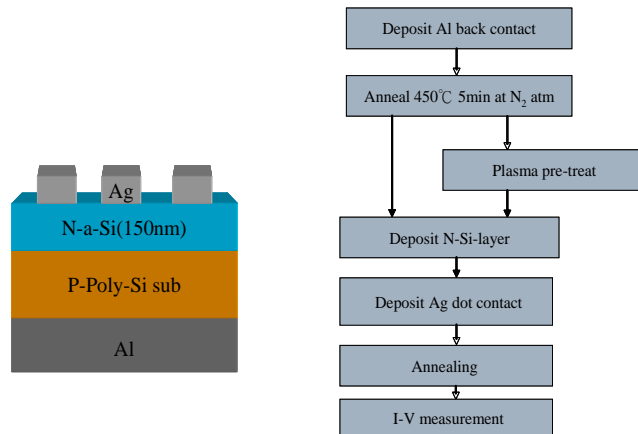 Ag
N-a-Si(150nm)
P-Poly-Si sub
Al
Deposit Al back contact
Anneal 450℃ 5min at N₂ atm
Plasma pre-treat
Deposit N-Si-layer
Deposit Ag dot contact
Annealing
I-V measurement